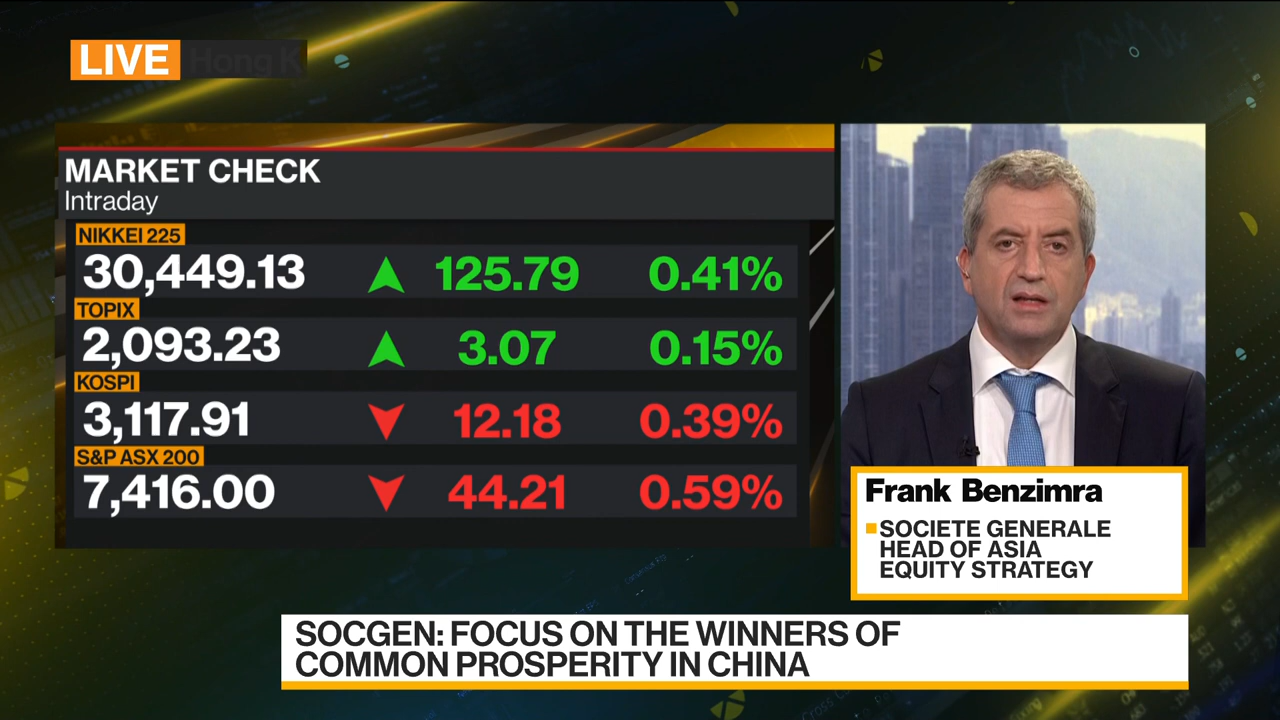 LIVE
MARKET CHECK
Intraday
NIKKEI 225
30,449.13 125.79 0.41%
TOPIX
2,093.23 3.07 0.15%
KOSPI
3,117.91 12.18 0.39%
S&P ASX 200
7,416.00 44.21 0.59%
Frank Benzimra
SOCIETE GENERALE
HEAD OF ASIA
EQUITY STRATEGY
SOCGEN: FOCUS ON THE WINNERS OF
COMMON PROSPERITY IN CHINA